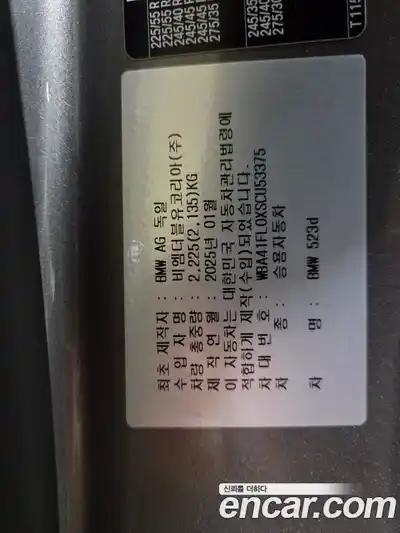 225/55 R
225/55 R
245/40 R
245/45 R
245/45 R
275/35
245/35
245/40
275/30
T115
최초 제작자 : BMW AG 독일
수 입 자 명 : 비엠더블유코리아(주)
차량 총중량 : 2,225(2,135)KG
제 작 연 월 : 2025년 01월
이 자동차는 대한민국 자동차관리법령에
적합하게 제작(수입)되었습니다.
차 대 번 호 : WBA41FL0XSCU53375
차 종 : 승용자동차
차 명 : BMW 523d
신뢰를 더하다
encar.com